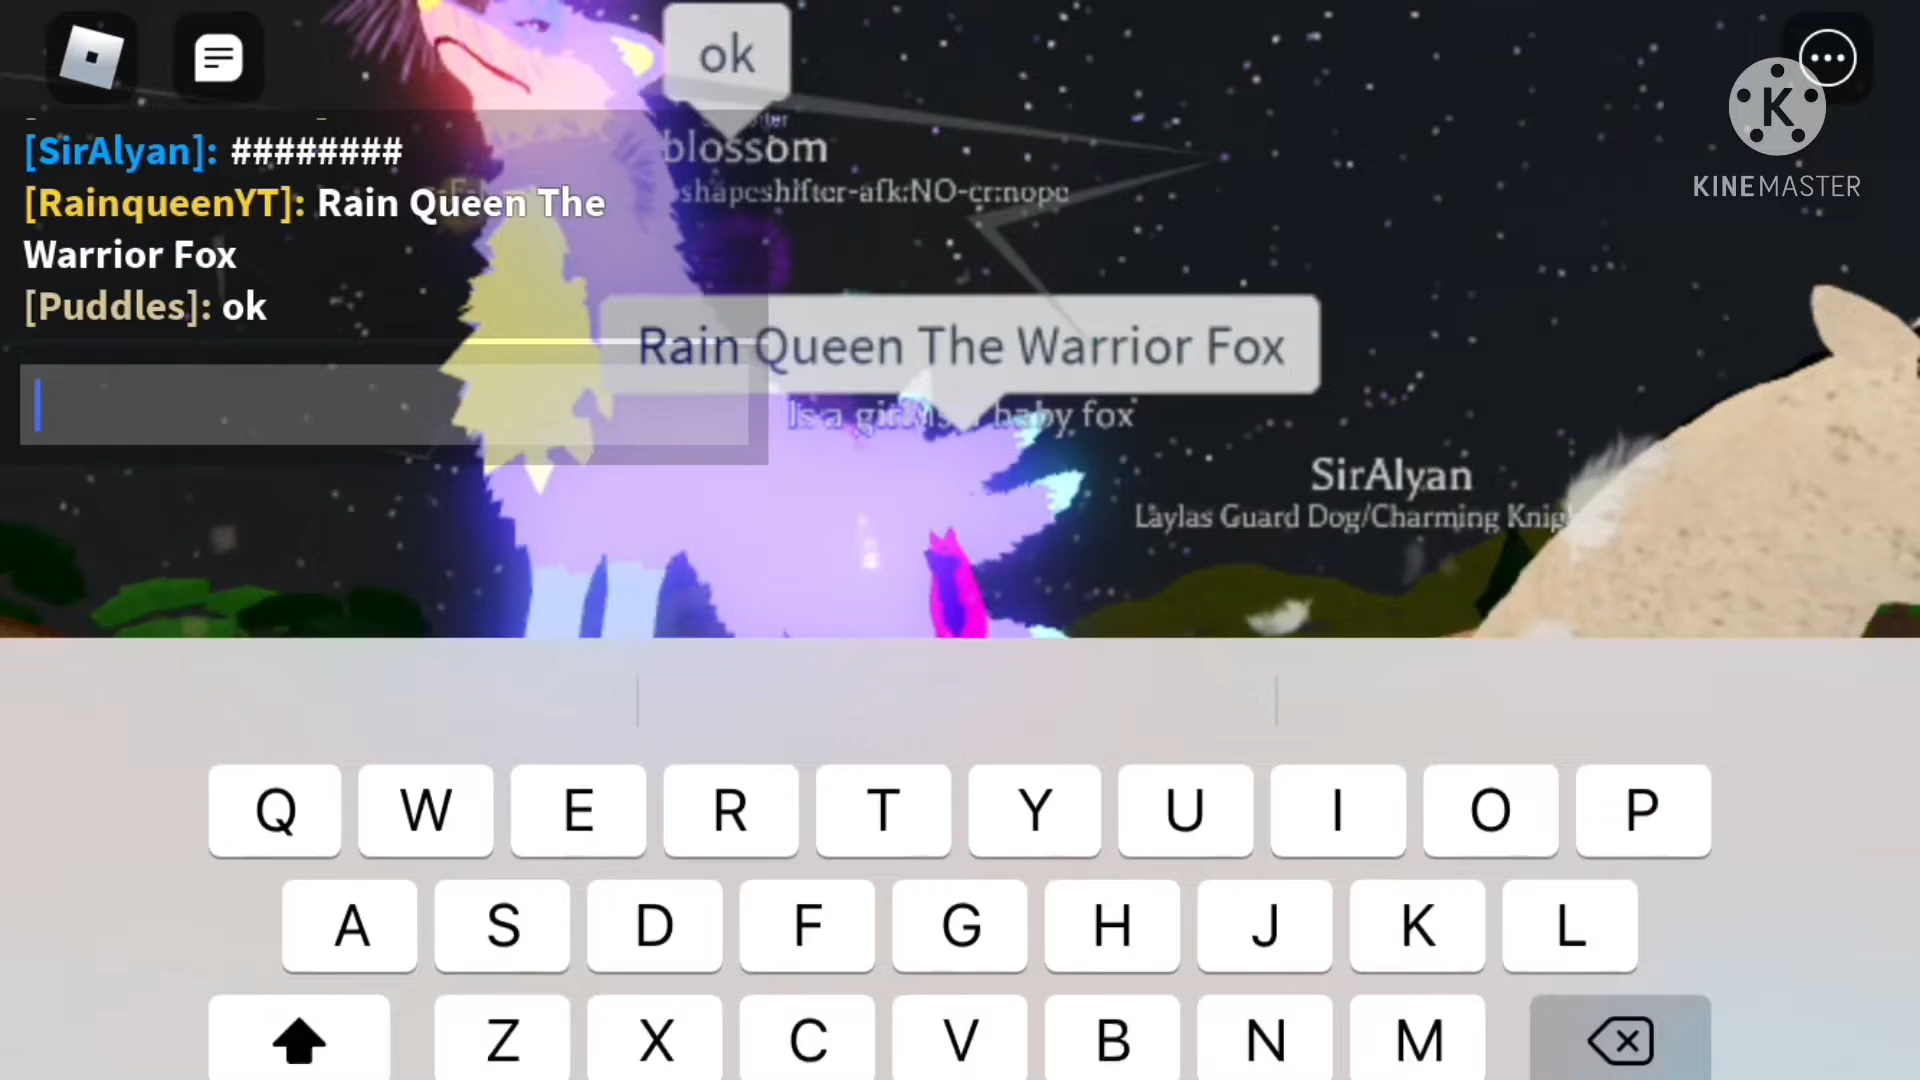 ok
[SirAlyan]: ########
blossom
[RainqueenYT]: Rain Queen The
shapeshifter-afk:NO-cr:nope
Warrior Fox
KINEMASTER
[Puddles]: ok
Rain Queen The Warrior Fox
Is a baby fox
SirAlyan
Laylas Guard Dog/Charming Knig
Q W E R T Y U I O P
A S D F G H J K L
Z X C V B N M